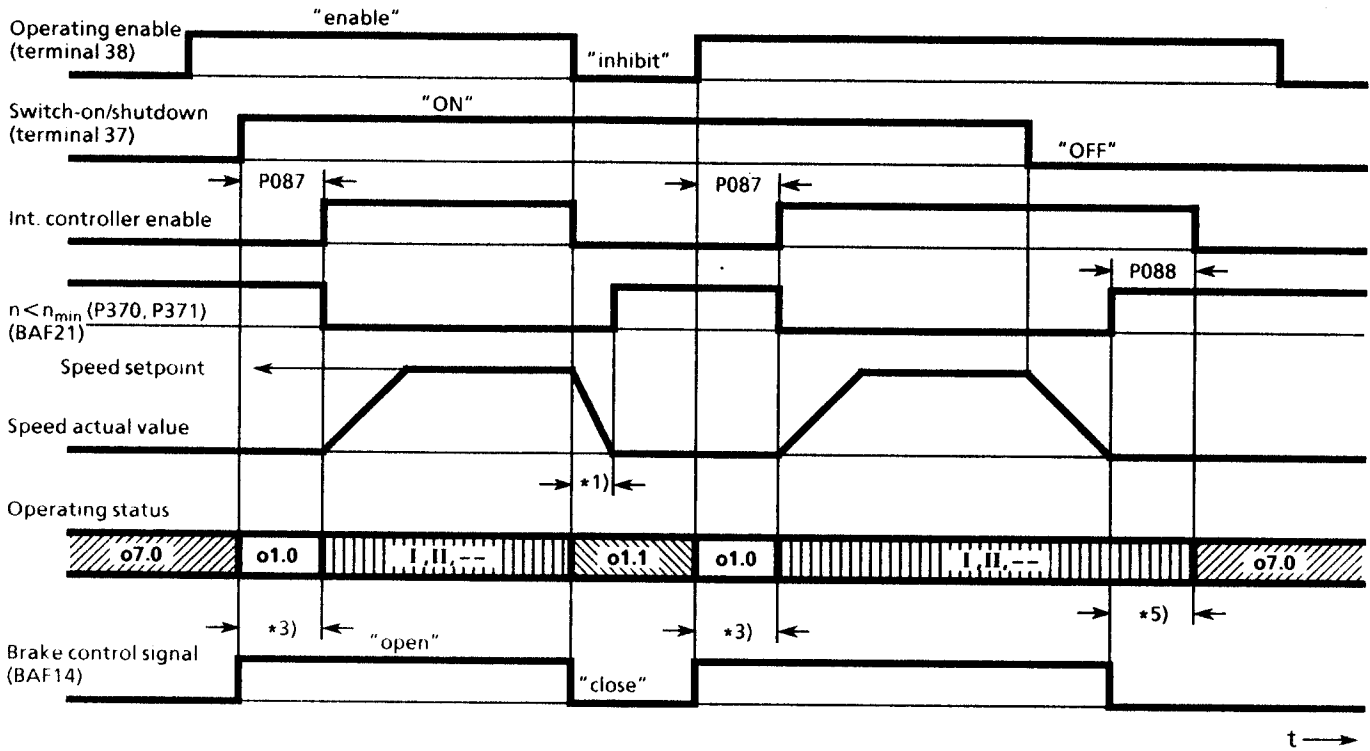 Operating enable
(terminal 38)
"enable"
"inhibit"
Switch-on/shutdown
(terminal 37)
"ON"
"OFF"
P087
P087
Int. controller enable
P088
n<nmin (P370, P371)
(BAF21)
Speed setpoint
Speed actual value
*1)
Operating status
o7.0
o1.0
I, II, --
o1.1
o1.0
I, II, --
o7.0
*3)
*3)
*5)
Brake control signal
(BAF14)
"open"
"close"
t